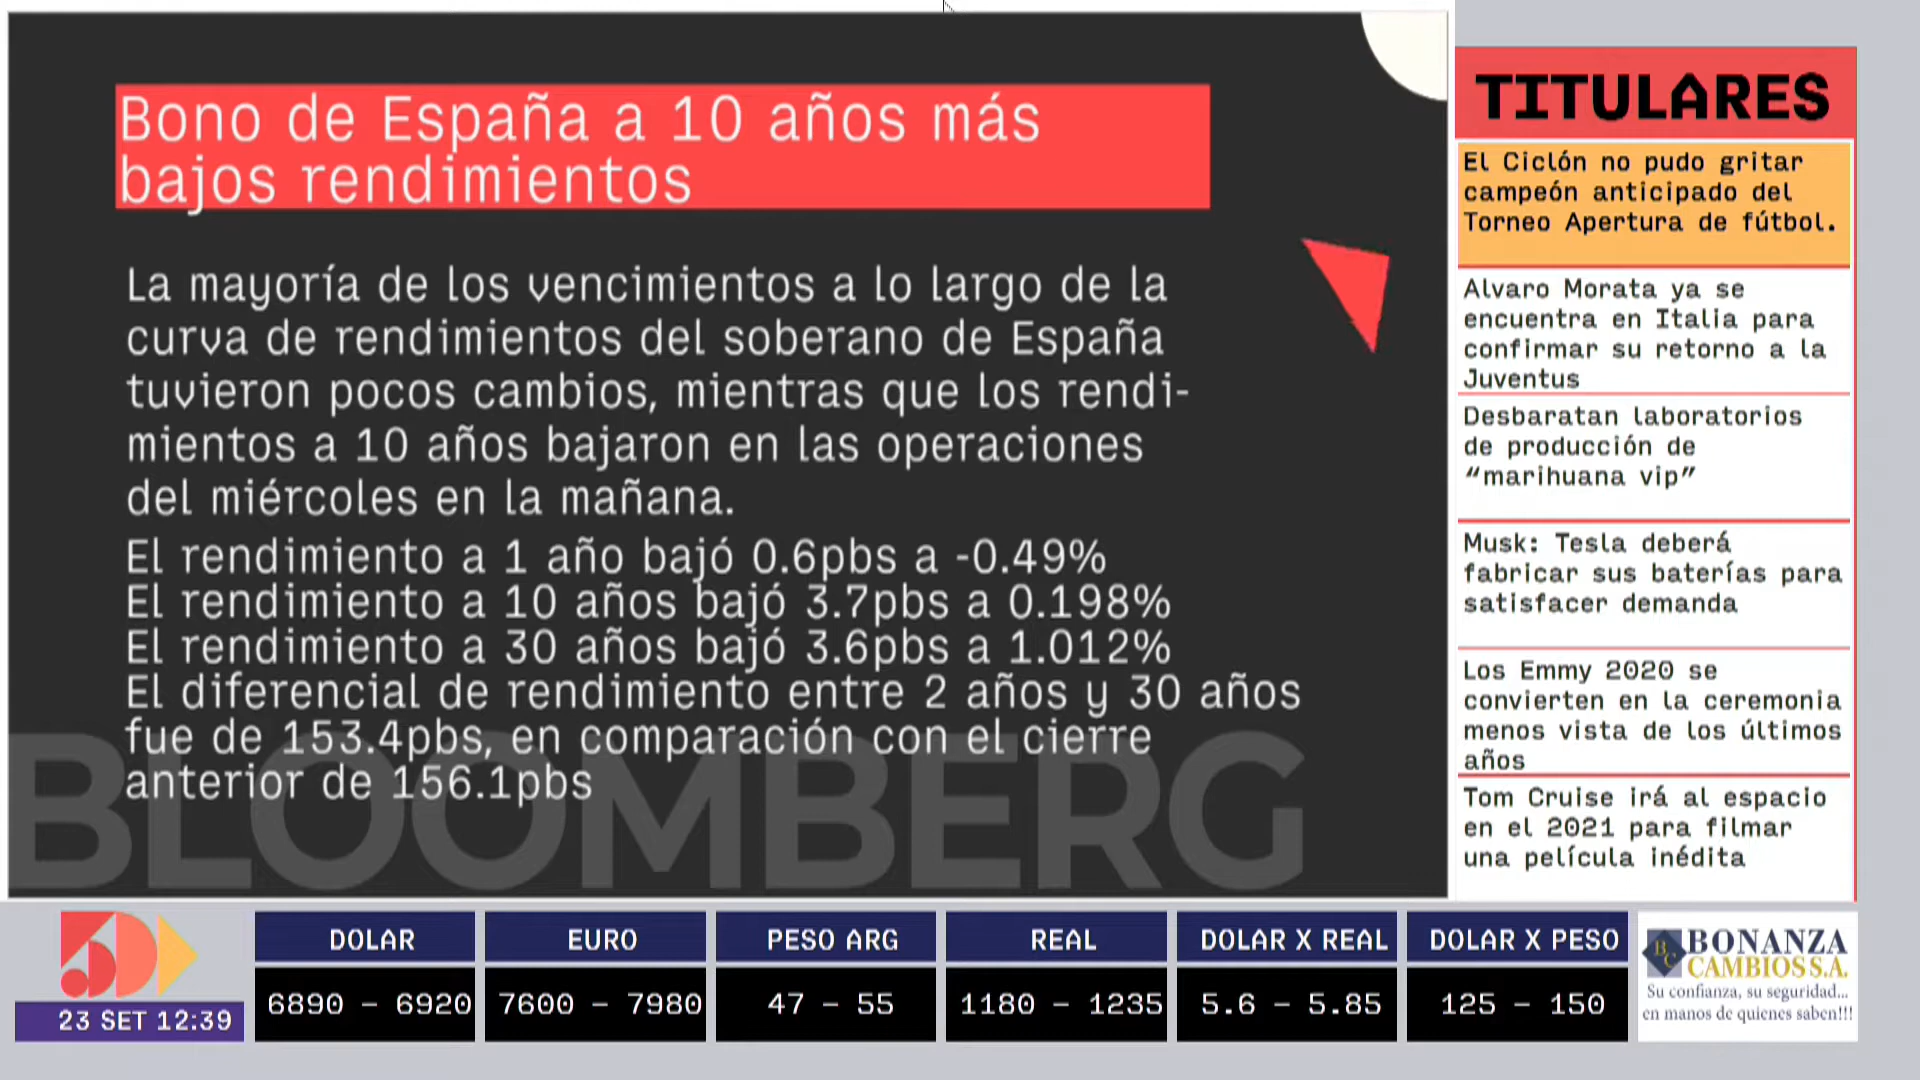 Bono de España a 10 años más
bajos rendimientos
La mayoría de los vencimientos a lo largo de la
curva de rendimientos del soberano de España
tuvieron pocos cambios, mientras que los rendi-
mientos a 10 años bajaron en las operaciones
del miércoles en la mañana.
El rendimiento a 1 año bajó 0.6pbs a -0.49%
El rendimiento a 10 años bajó 3.7pbs a 0.198%
El rendimiento a 30 años bajó 3.6pbs a 1.012%
El diferencial de rendimiento entre 2 años y 30 años
fue de 153.4pbs, en comparación con el cierre
anterior de 156.1pbs
BLOOMBERG
TITULARES
El Ciclón no pudo gritar
campeón anticipado del
Torneo Apertura de fútbol.
Alvaro Morata ya se
encuentra en Italia para
confirmar su retorno a la
Juventus
Desbaratan laboratorios
de producción de
“marihuana vip”
Musk: Tesla deberá
fabricar sus baterías para
satisfacer demanda
Los Emmy 2020 se
convierten en la ceremonia
menos vista de los últimos
años
Tom Cruise irá al espacio
en el 2021 para filmar
una película inédita
5D
23 SET 12:39
DOLAR
6890 - 6920
EURO
7600 - 7980
PESO ARG
47 - 55
REAL
1180 - 1235
DOLAR X REAL
5.6 - 5.85
DOLAR X PESO
125 - 150
BC
BONANZA
CAMBIOS S.A.
Su confianza, su seguridad...
en manos de quienes saben!!!